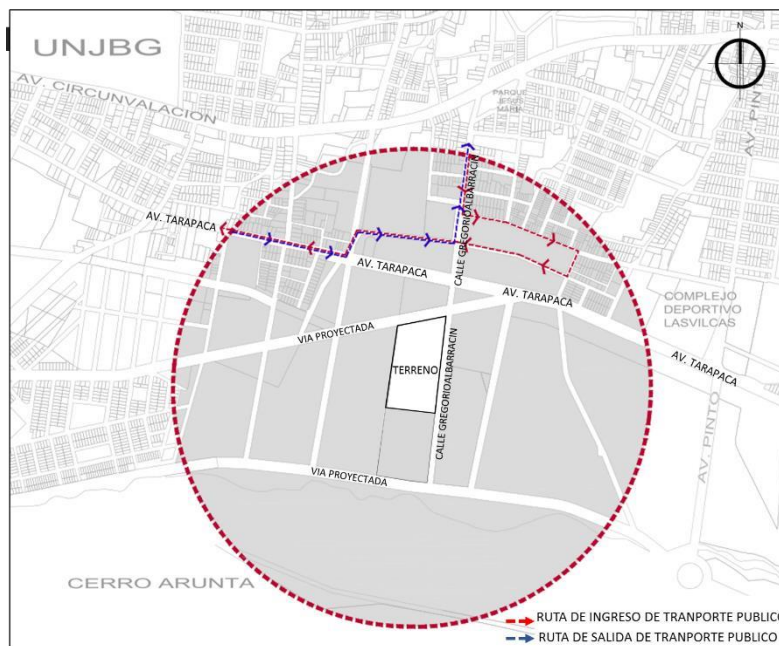 N
UNJBG
AV. CIRCUNVALACION
AV. PINTO
PARQUE
JESUS
MARIA
AV. TARAPACA
CALLE GREGORIOALBARRACIN
AV. TARAPACA
AV. TARAPACA
COMPLEJO
DEPORTIVO
LASVILCAS
VIA PROYECTADA
AV. TARAPACA
TERRENO
CALLE GREGORIOALBARRACIN
AV. PINTO
VIA PROYECTADA
CERRO ARUNTA
RUTA DE INGRESO DE TRANPORTE PUBLICO
RUTA DE SALIDA DE TRANPORTE PUBLICO